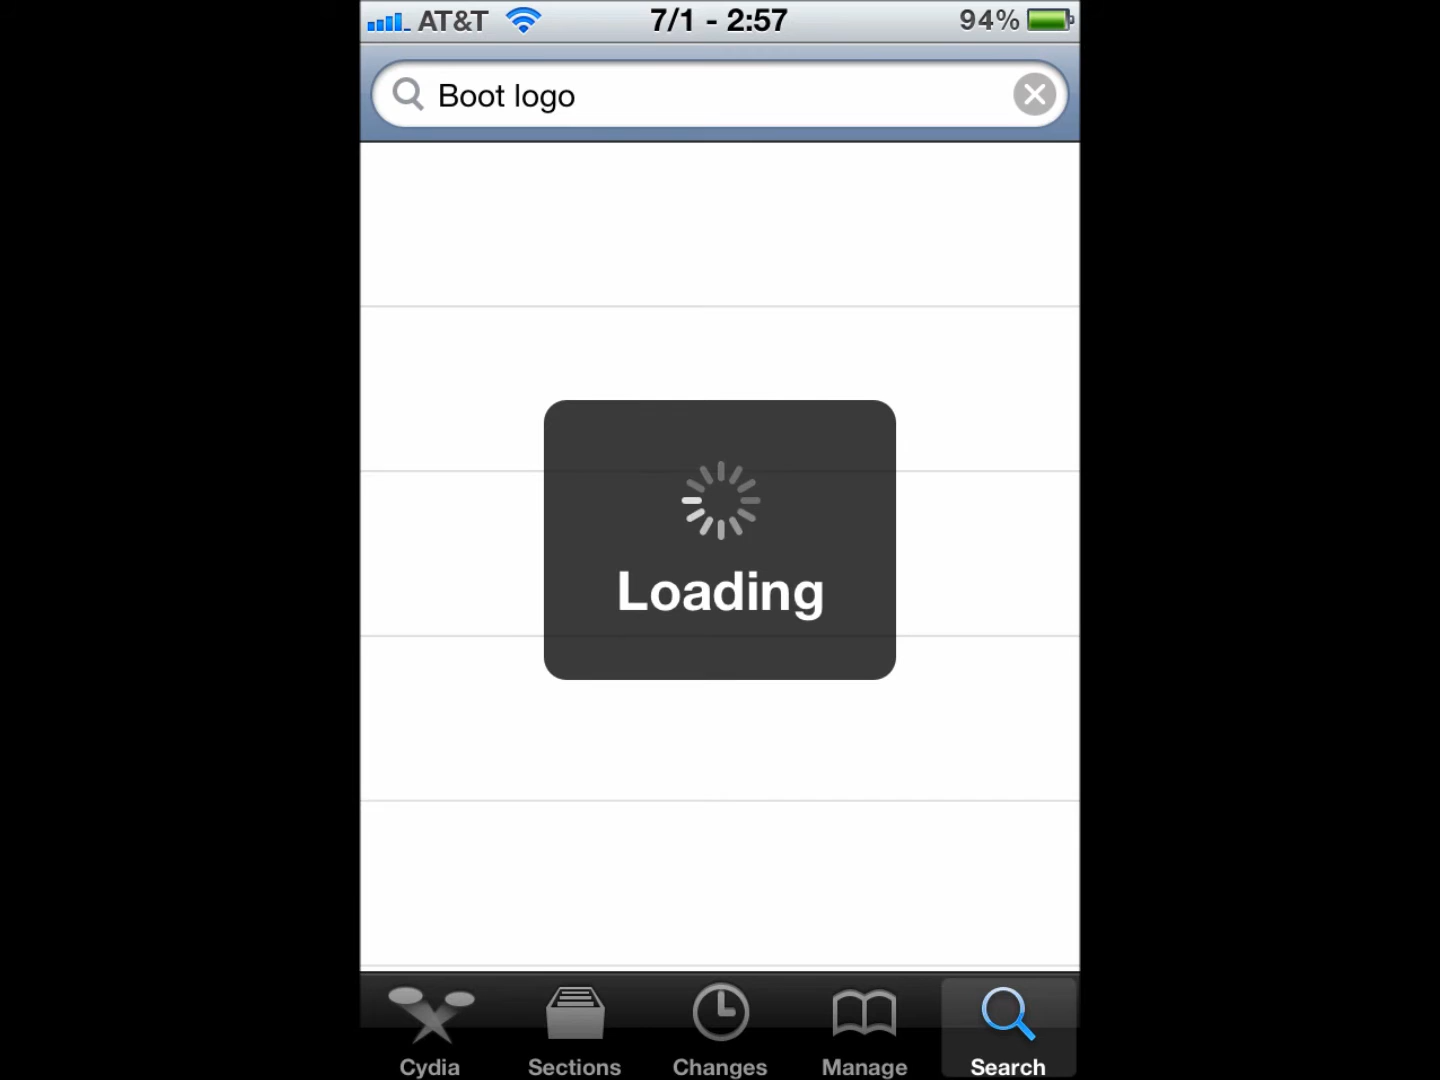 AT&T 7/1 - 2:57 94%
Boot logo
Loading
Cydia Sections Changes Manage Search